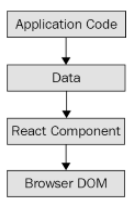 Application Code
Data
React Component
Browser DOM